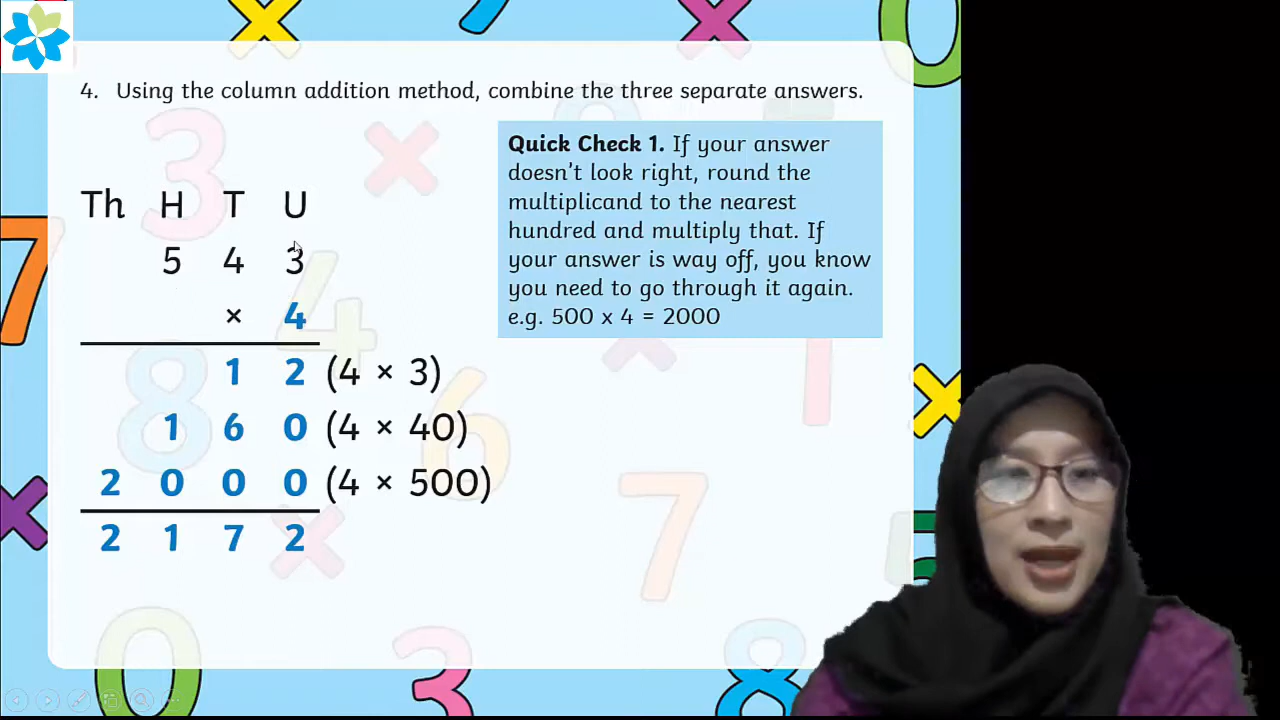 4. Using the column addition method, combine the three separate answers.
Quick Check 1. If your answer
doesn't look right, round the
multiplicand to the nearest
hundred and multiply that. If
your answer is way off, you know
you need to go through it again.
e.g. 500 x 4 = 2000
Th H T U
5 4 3
× 4
1 2 (4 × 3)
1 6 0 (4 × 40)
2 0 0 0 (4 × 500)
2 1 7 2